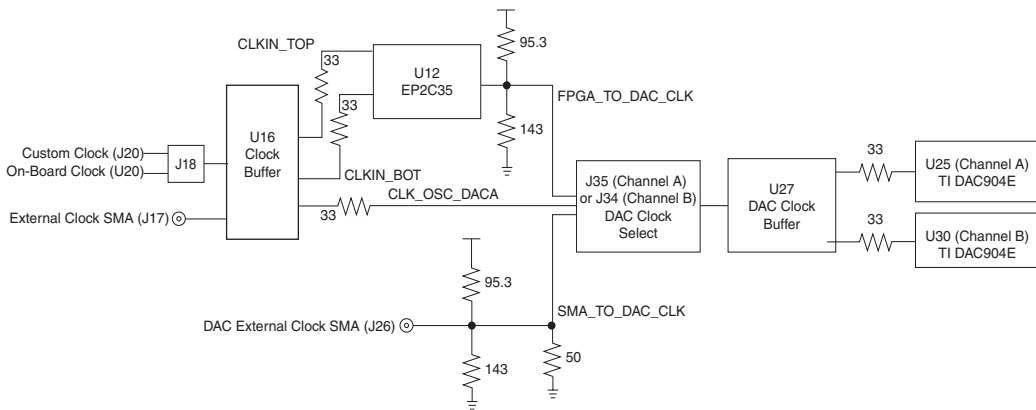 95.3
CLKIN_TOP
33
U12
EP2C35
FPGA_TO_DAC_CLK
33
143
U16
Clock
Buffer
Custom Clock (J20)
On-Board Clock (U20)
J18
CLKIN_BOT
CLK_OSC_DACA
33
External Clock SMA (J17)
J35 (Channel A)
or J34 (Channel B)
DAC Clock
Select
U27
DAC Clock
Buffer
33
U25 (Channel A)
TI DAC904E
33
U30 (Channel B)
TI DAC904E
95.3
SMA_TO_DAC_CLK
DAC External Clock SMA (J26)
143
50